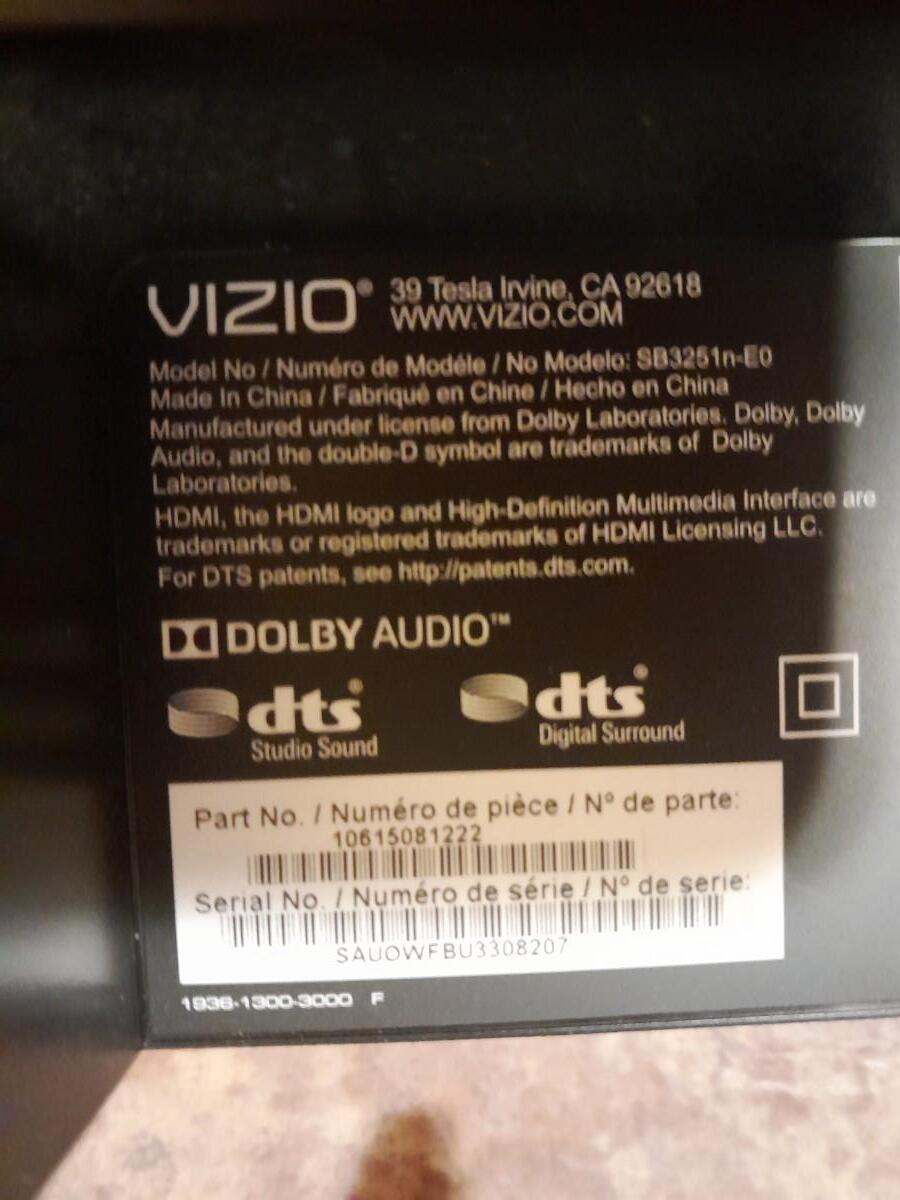 VIZIO® 39 Tesla Irvine, CA 92618
WWW.VIZIO.COM
Model No / Numéro de Modéle / No Modelo: SB3251n-E0
Made In China / Fabriqué en Chine / Hecho en China
Manufactured under license from Dolby Laboratories. Dolby, Dolby
Audio, and the double-D symbol are trademarks of Dolby
Laboratories.
HDMI, the HDMI logo and High-Definition Multimedia Interface are
trademarks or registered trademarks of HDMI Licensing LLC.
For DTS patents, see http://patents.dts.com.
DOLBY AUDIO™
dts® dts®
Studio Sound Digital Surround
Part No. / Numéro de pièce / Nº de parte:
10615081222
Serial No. / Numéro de série / Nº de serie:
SAUOWFBU3308207
1936-1300-3000 F